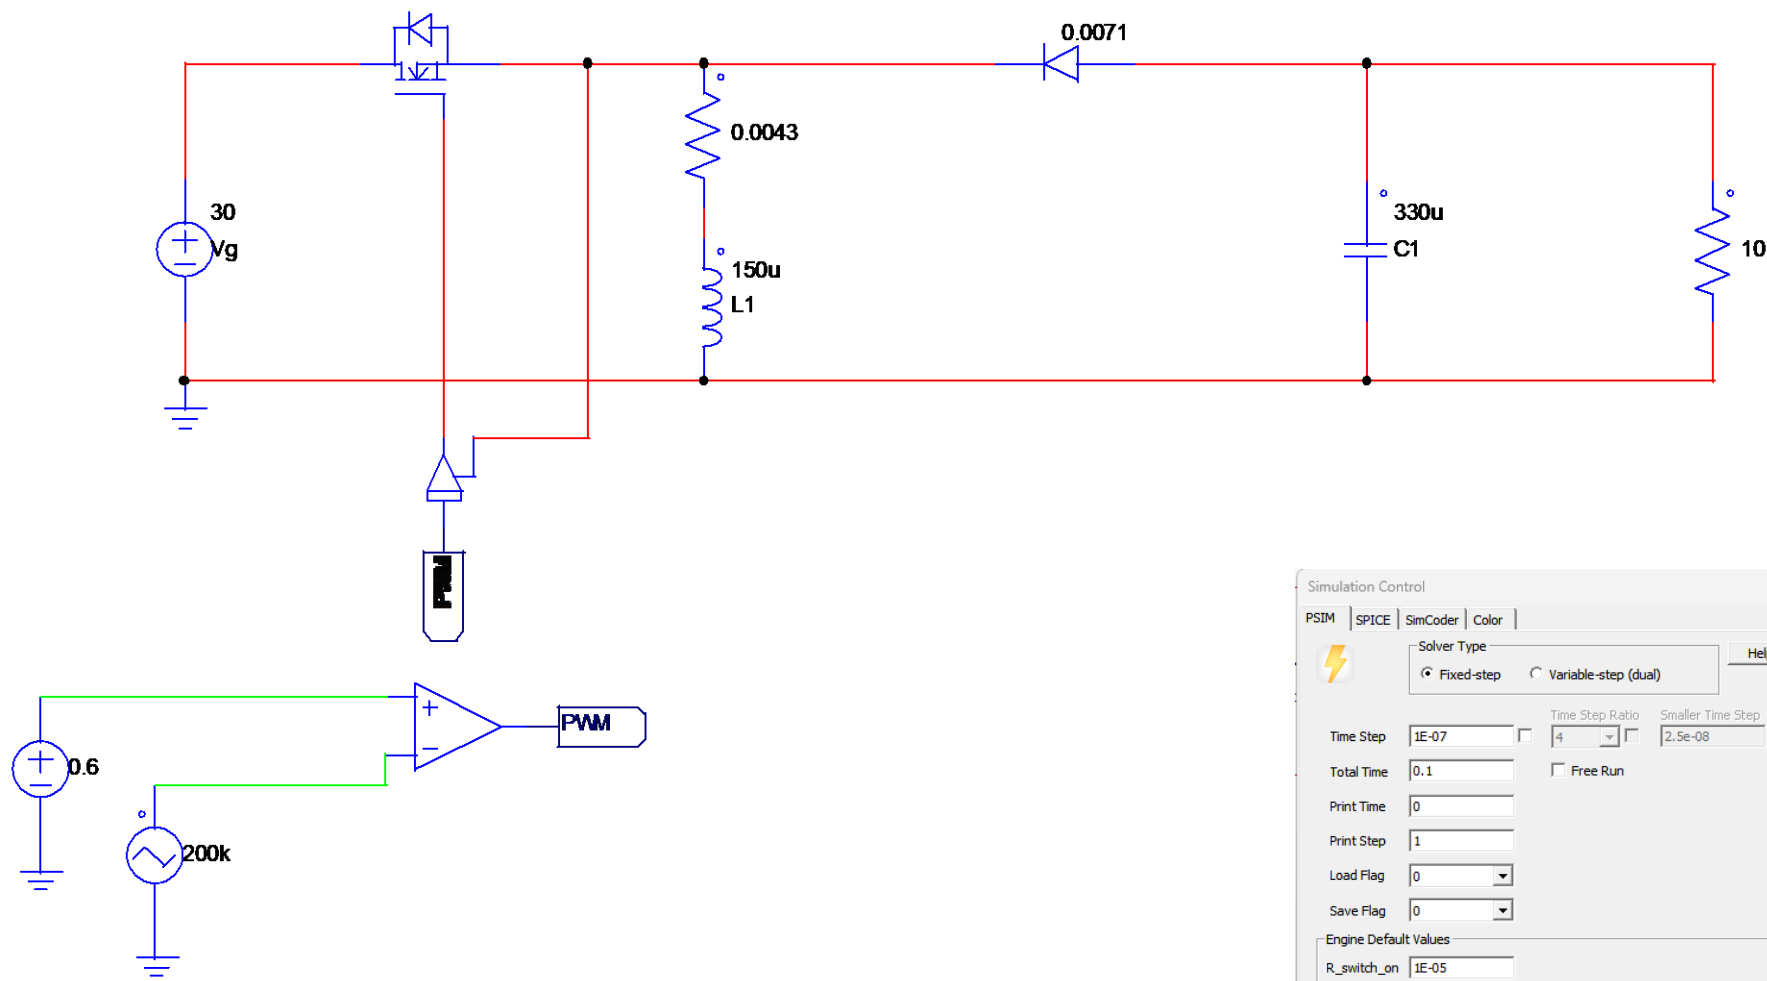 0.0071
0.0043
30
Vg
150u
L1
330u
C1
10
PWM
0.6
200k
PWM
Simulation Control
PSIM SPICE SimCoder Color
Solver Type
Fixed-step Variable-step (dual)
Time Step Ratio Smaller Time Step
Time Step 1E-07 4 2.5e-08
Total Time 0.1 Free Run
Print Time 0
Print Step 1
Load Flag 0
Save Flag 0
Engine Default Values
R_switch_on 1E-05